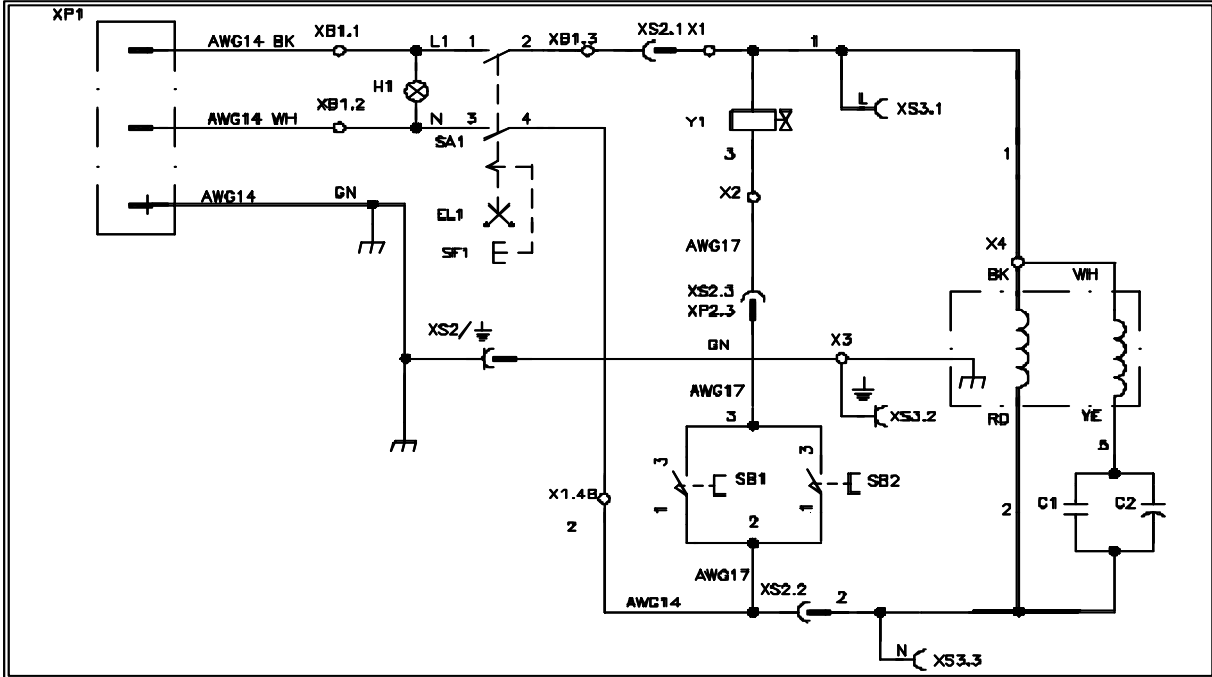 XP1
AWG14 BK
XB1.1
L1
1
2
XB1.3
XS2.1
X1
1
H1
L
XS3.1
AWG14 WH
XB1.2
N
3
4
SA1
Y1
3
1
AWG14
GN
X2
EL1
SF1
AWG17
X4
BK
WH
XS2.3
XP2.3
XS2/
GN
X3
AWG17
XS3.2
RD
YE
3
5
3
3
SB1
SB2
1
1
X1.4B
2
2
2
C1
C2
AWG17
XS2.2
2
AWG14
N
XS3.3